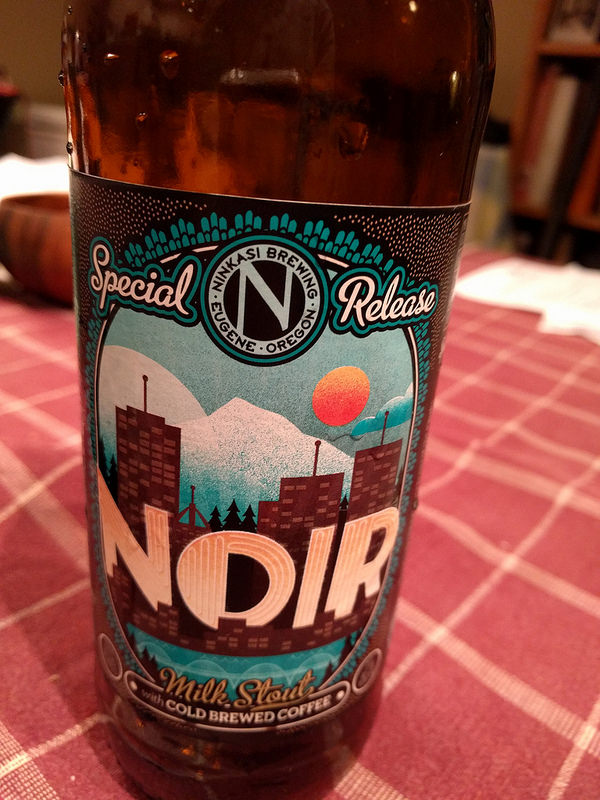 Special Release
NINKASI BREWING
N
EUGENE · OREGON
NOIR
Milk Stout
with COLD BREWED COFFEE